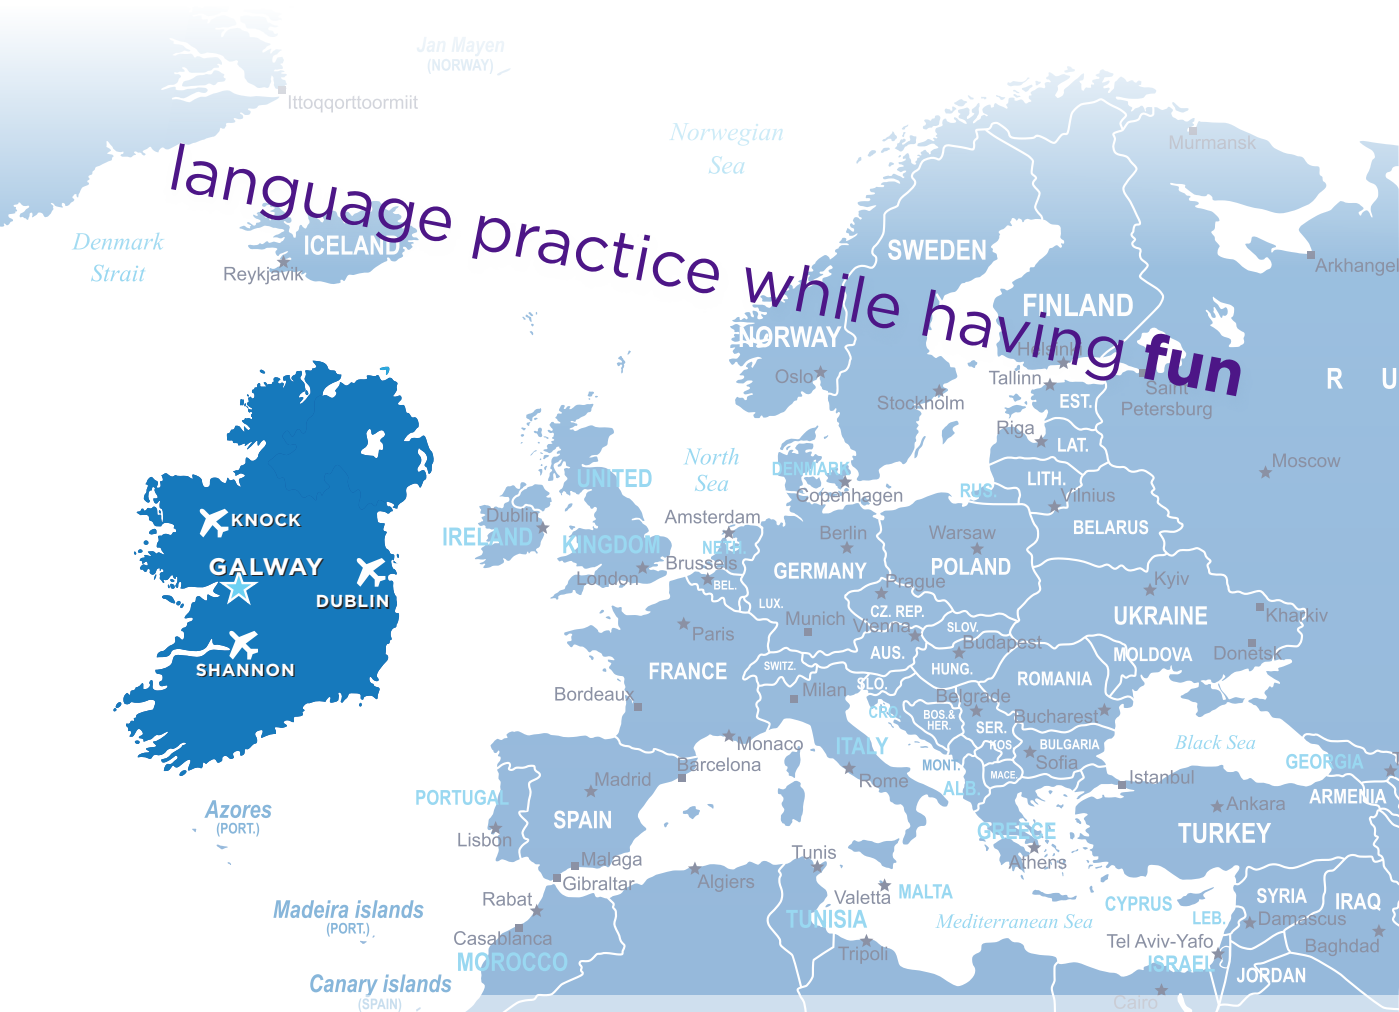 Jan Mayen
(NORWAY)
Ittoqqorttoormiit
Norwegian
Sea
Murmansk
language practice while having fun
Denmark
Strait
ICELAND
Reykjavik
SWEDEN
FINLAND
Arkhangel
NORWAY
Helsinki
Oslo
Tallinn
Stockholm
EST.
Saint
Petersburg
R U
Riga
LAT.
North
Sea
DENMARK
Copenhagen
UNITED
KINGDOM
LITH.
RUS.
Vilnius
Moscow
Dublin
IRELAND
London
Amsterdam
NETH.
Brussels
BEL.
LUX.
Berlin
GERMANY
Warsaw
POLAND
BELARUS
KNOCK
GALWAY
DUBLIN
SHANNON
Prague
CZ. REP.
Kyiv
UKRAINE
Kharkiv
Donetsk
Paris
FRANCE
Munich
Vienna
SLOV.
Budapest
AUS.
HUNG.
MOLDOVA
SWITZ.
ROMANIA
Bordeaux
Milan
SLO.
CRO.
Belgrade
BOS.&
HER.
SER.
Bucharest
Monaco
ITALY
KOS.
BULGARIA
Sofia
Black Sea
GEORGIA
Barcelona
Madrid
Rome
MONT.
MACE.
ALB.
Istanbul
ARMENIA
PORTUGAL
Azores
(PORT.)
SPAIN
Lisbon
Ankara
TURKEY
GREECE
Athens
Malaga
Gibraltar
Tunis
Algiers
Valetta
MALTA
Rabat
Casablanca
MOROCCO
Madeira islands
(PORT.)
TUNISIA
Tripoli
Mediterranean Sea
CYPRUS
LEB.
SYRIA
Damascus
IRAQ
Baghdad
Tel Aviv-Yafo
ISRAEL
JORDAN
Canary islands
(SPAIN)
Cairo